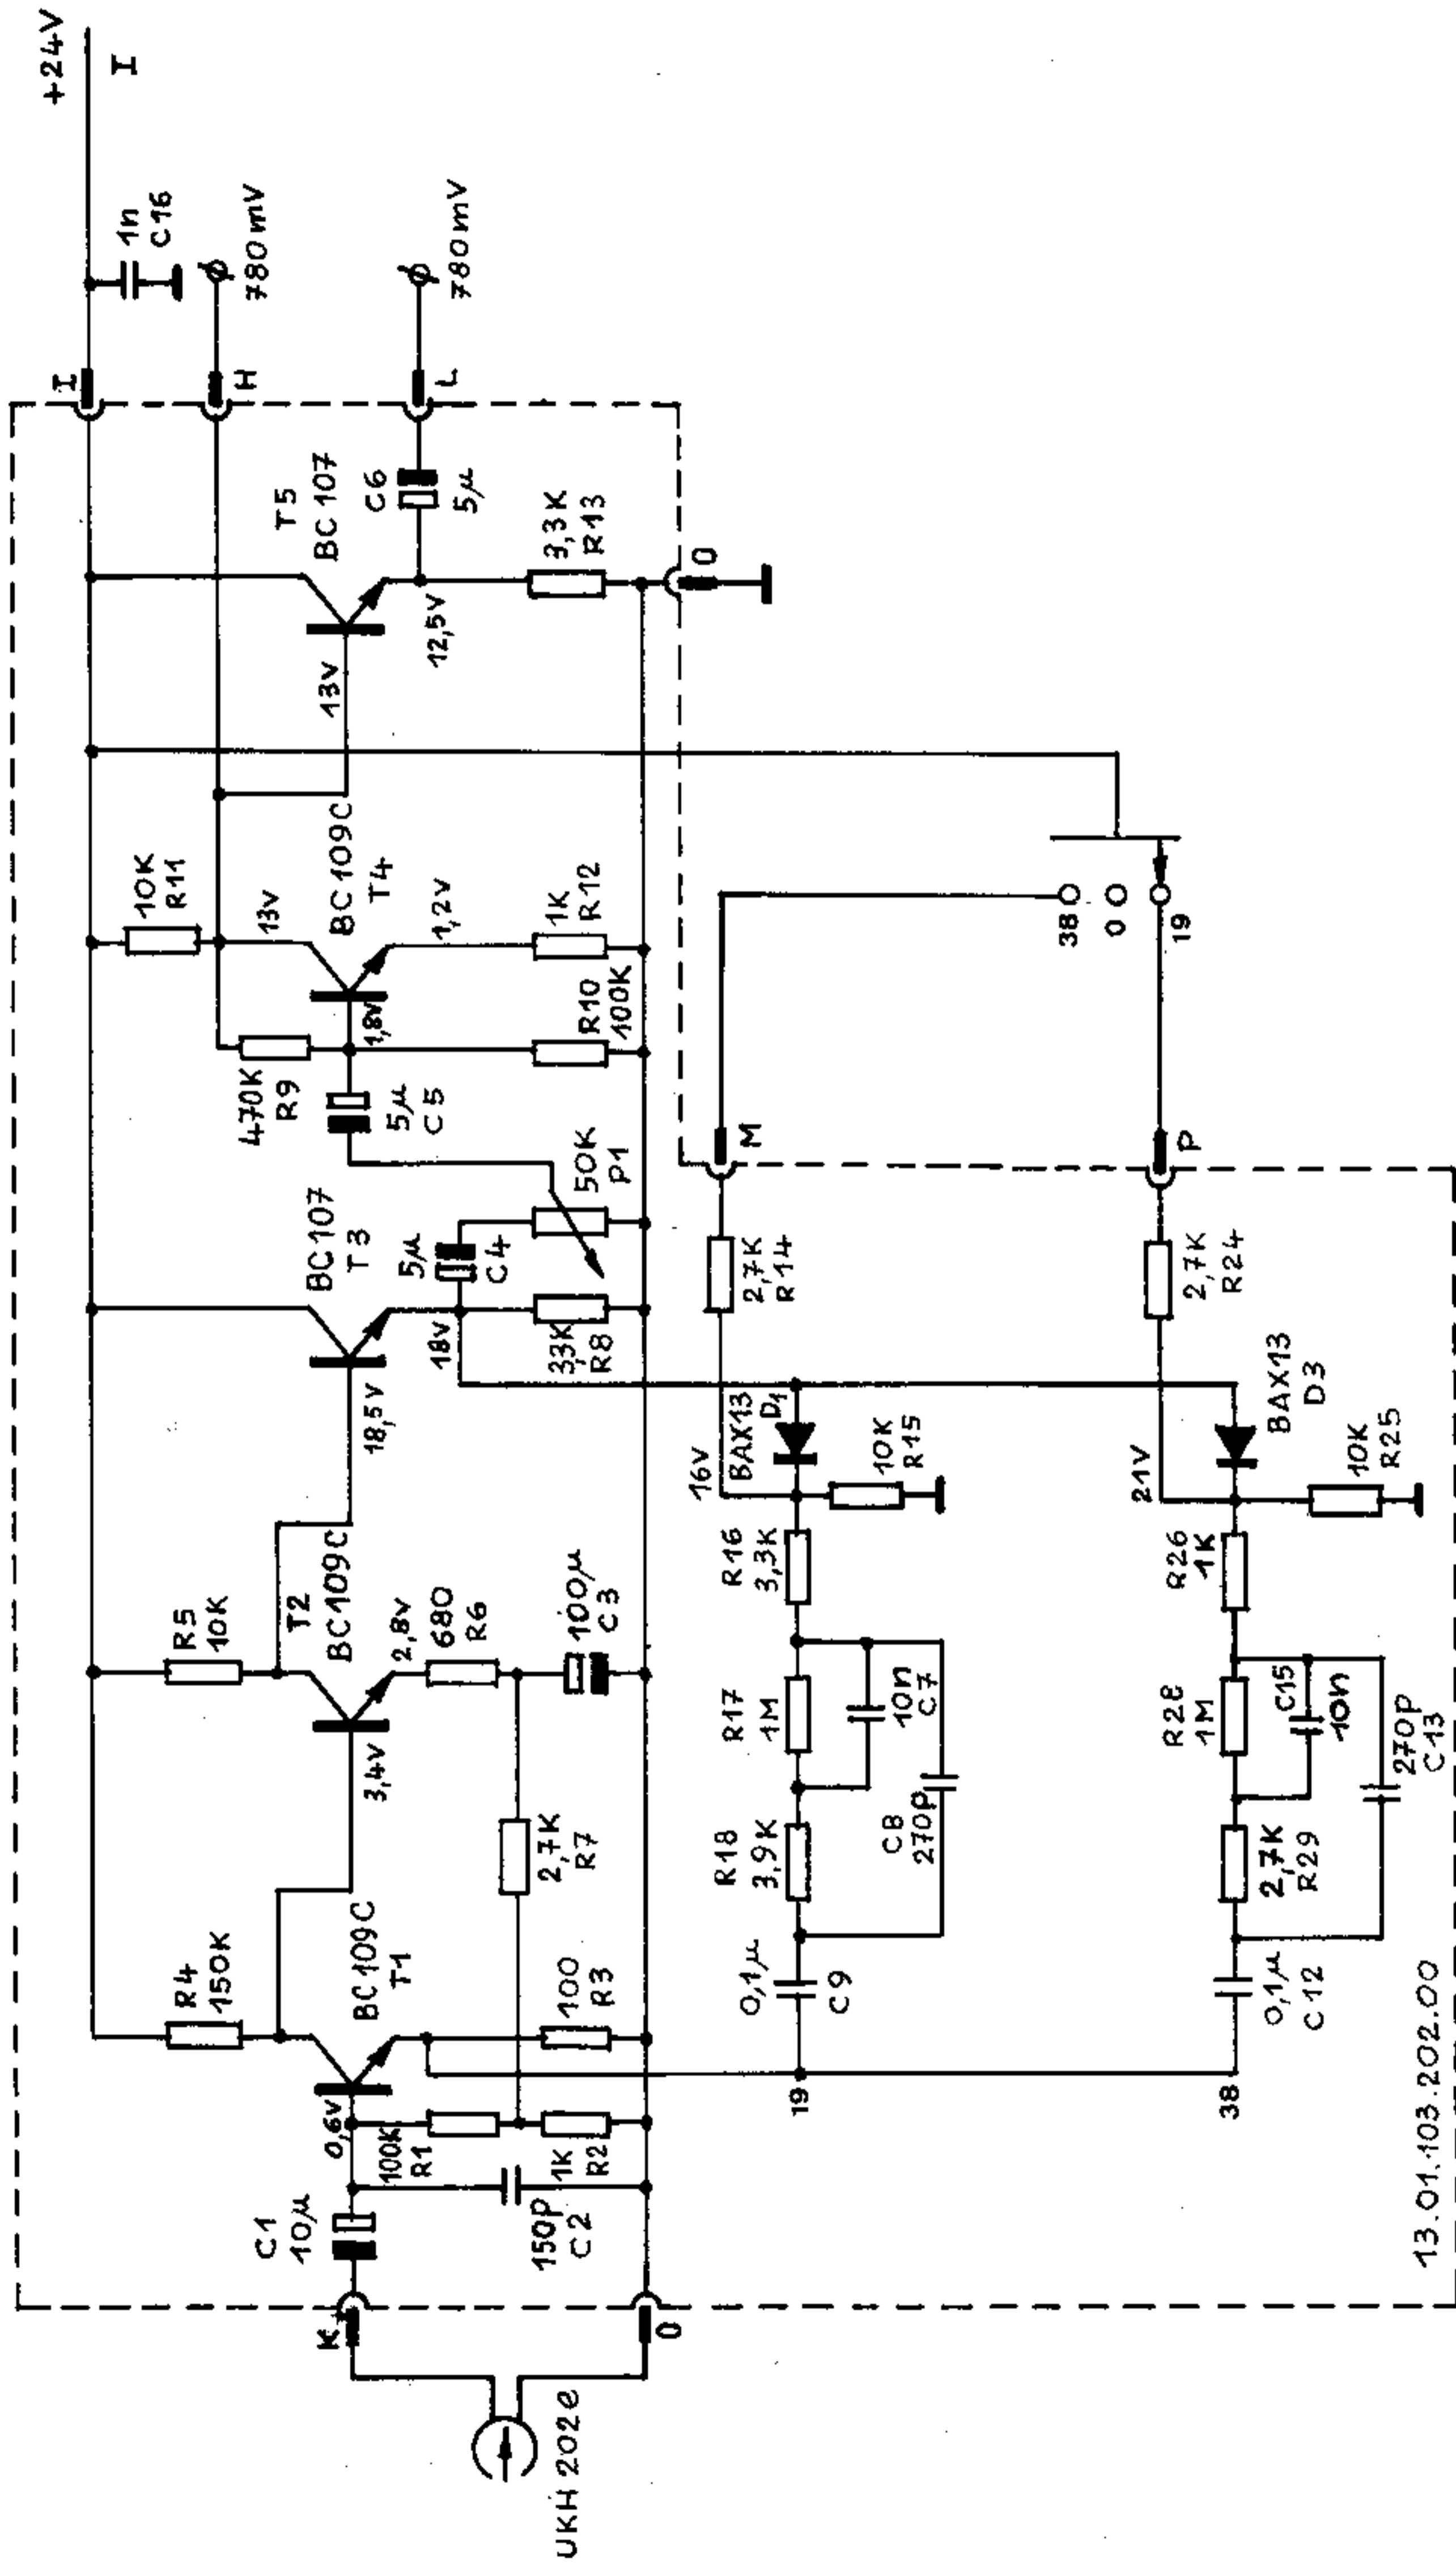 +24V
I
1n
C16
780mV
780mV
I
H
L
T5
BC107
C6
5µ
13V
12,5V
3,3K
R13
0
10K
R11
13V
BC109C
T4
1,2V
1K
R12
470K
R9
1,8V
R10
100K
5µ
C5
50K
P1
BC107
T3
5µ
C4
18V
33K
R8
18,5V
R5
10K
T2
BC109C
2,8V
680
R6
100µ
C3
3,4V
2,7K
R7
R4
150K
BC109C
T1
100
R3
0,6V
100K
R1
1K
R2
C1
10µ
150p
C2
K
0
UKH 202e
38
0
19
M
P
2,7K
R14
2,7K
R24
16V
BAX13
D1
10K
R15
21V
BAX13
D3
10K
R25
R16
3,3K
R17
1M
10n
C7
R18
3,9K
C8
270p
0,1µ
C9
19
R26
1K
R28
1M
C15
10n
2,7K
R29
270p
C13
0,1µ
C12
38
13.01.103.202.00